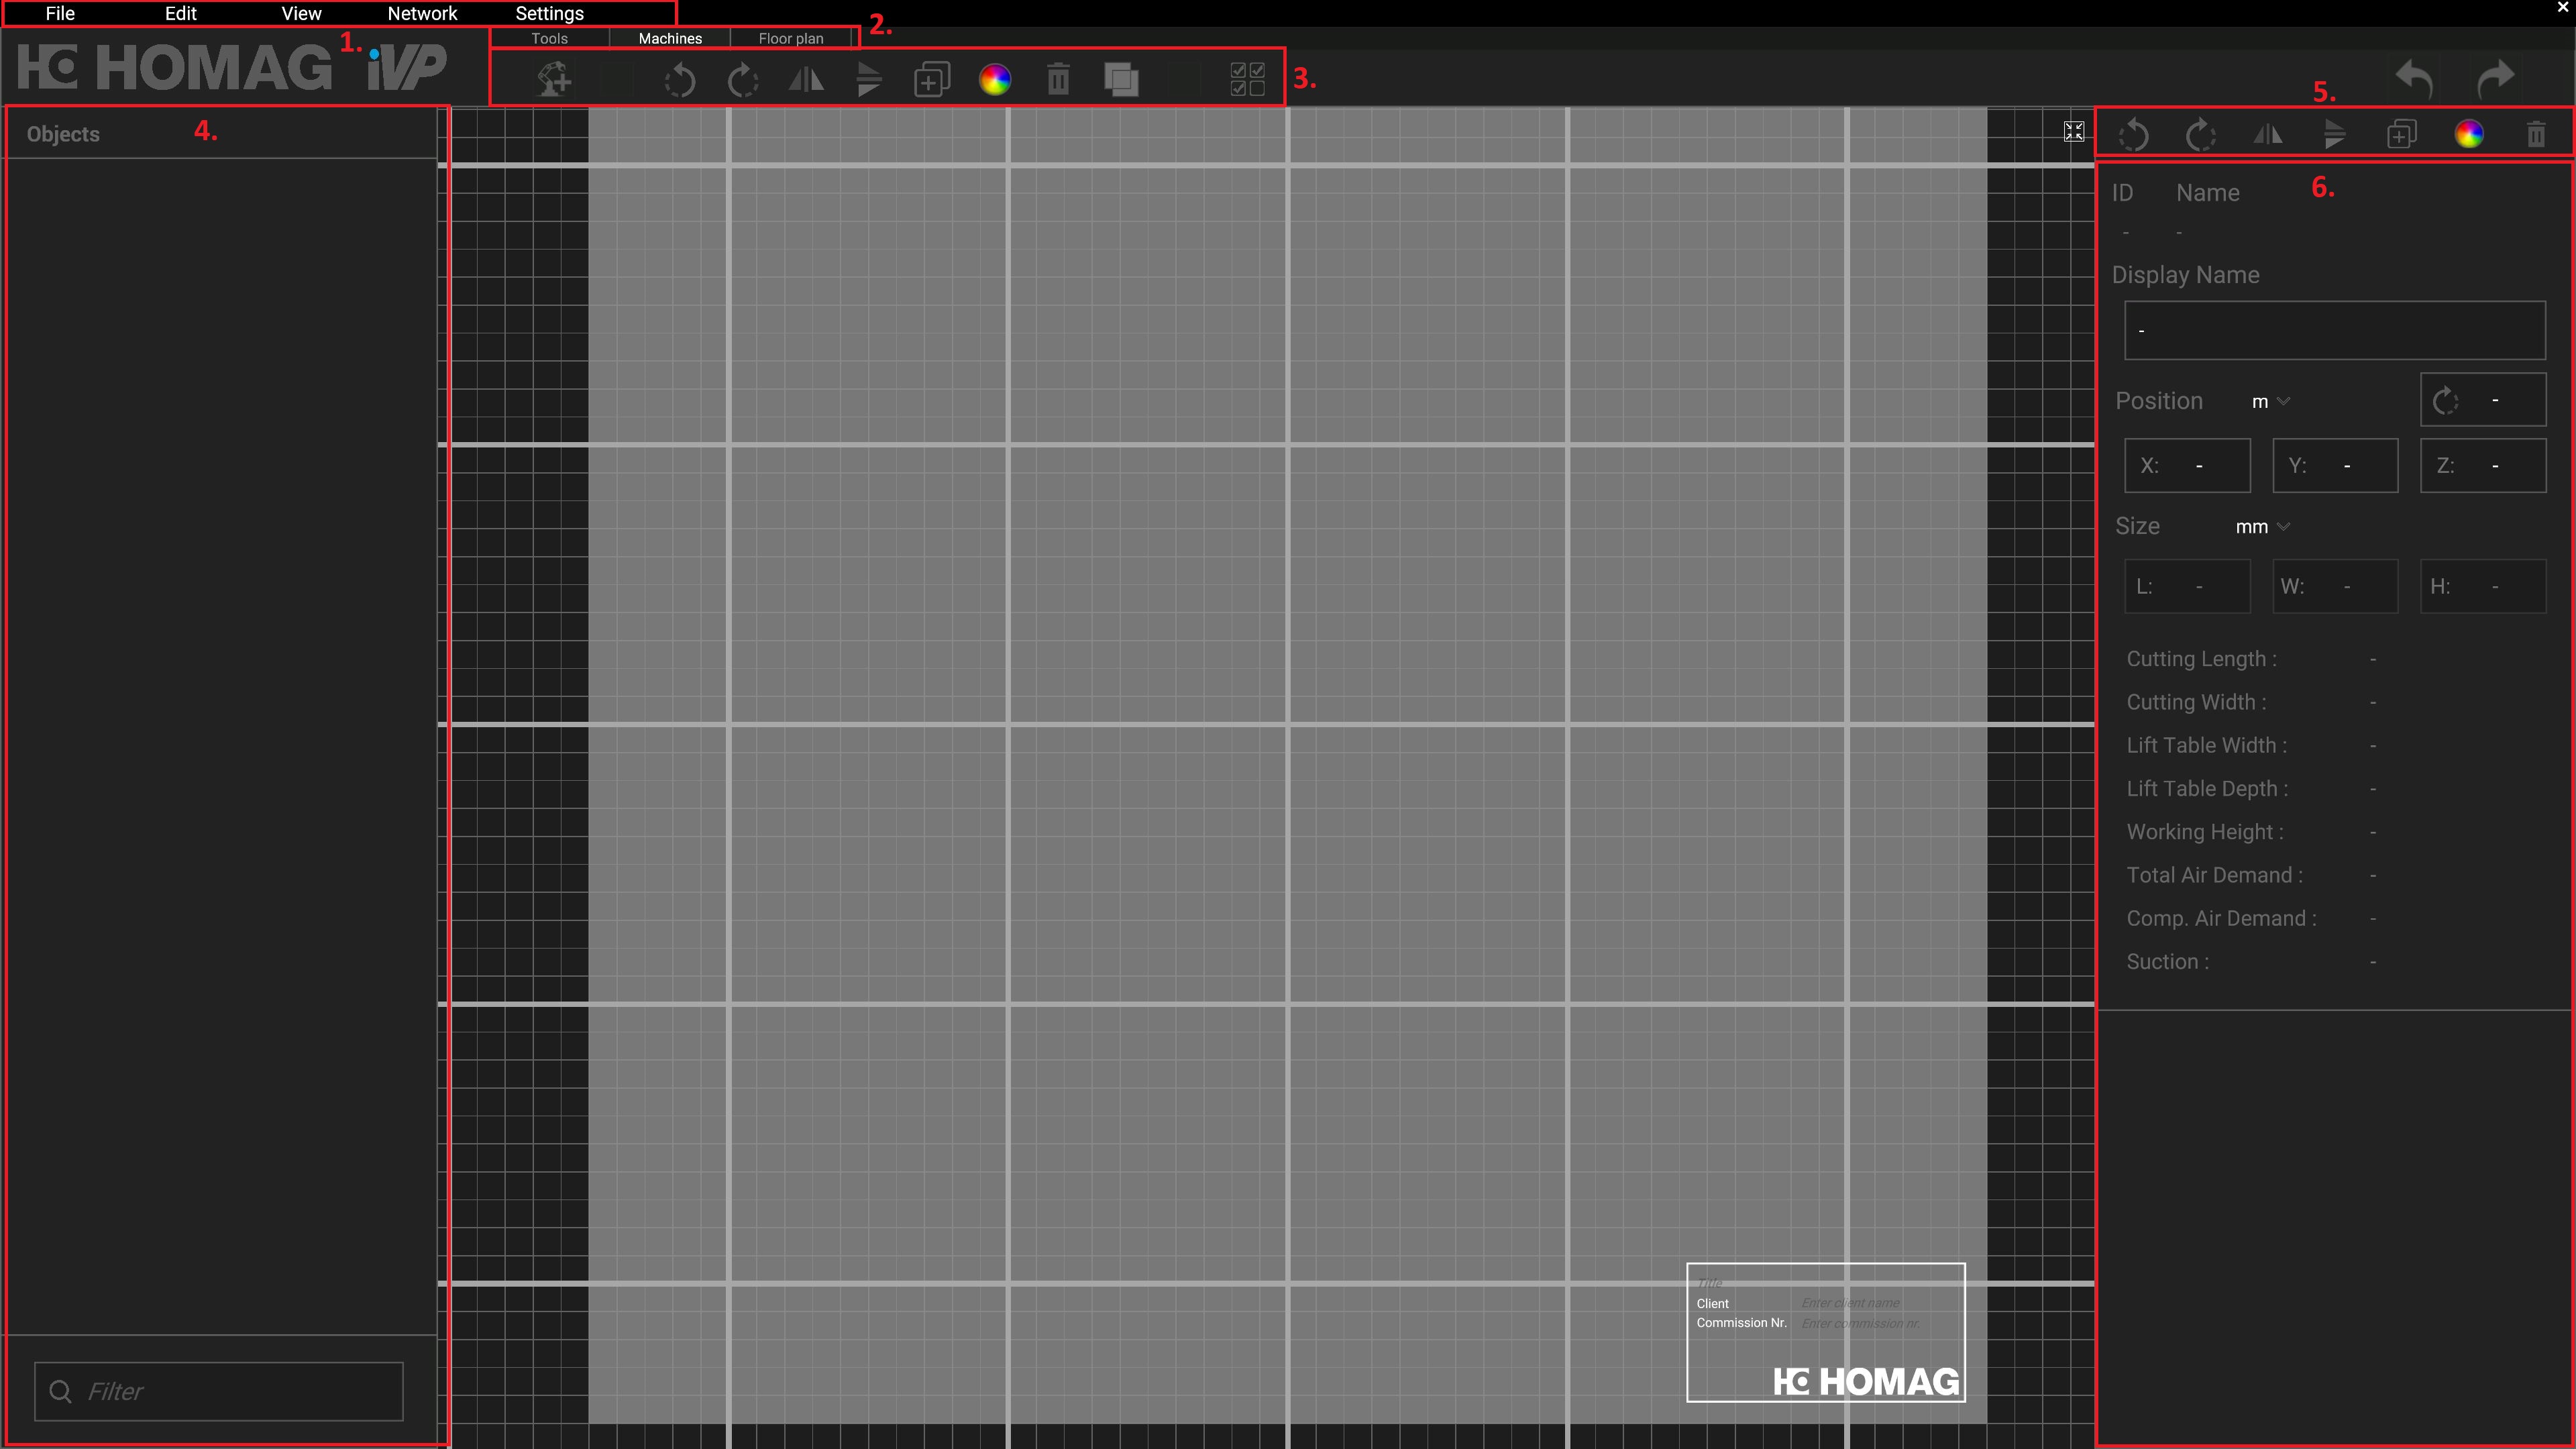 File Edit View Network Settings
1.
2.
HOMAG iVP
Tools Machines Floor plan
3.
5.
Objects
4.
6.
ID Name
- -
Display Name
-
Position m -
X: - Y: - Z: -
Size mm
L: - W: - H: -
Cutting Length : -
Cutting Width : -
Lift Table Width : -
Lift Table Depth : -
Working Height : -
Total Air Demand : -
Comp. Air Demand : -
Suction : -
Title
Client Enter client name
Commission Nr. Enter commission nr.
HOMAG
Filter